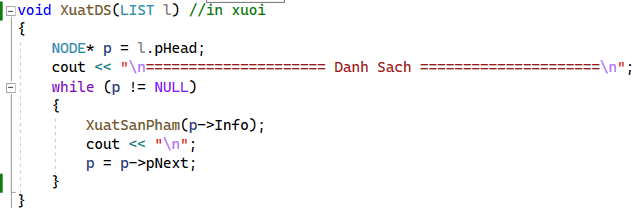 void XuatDS(LIST l) //in xuoi
{
    NODE* p = l.pHead;
    cout << "\n===================== Danh Sach =====================\n";
    while (p != NULL)
    {
        XuatSanPham(p->Info);
        cout << "\n";
        p = p->pNext;
    }
}